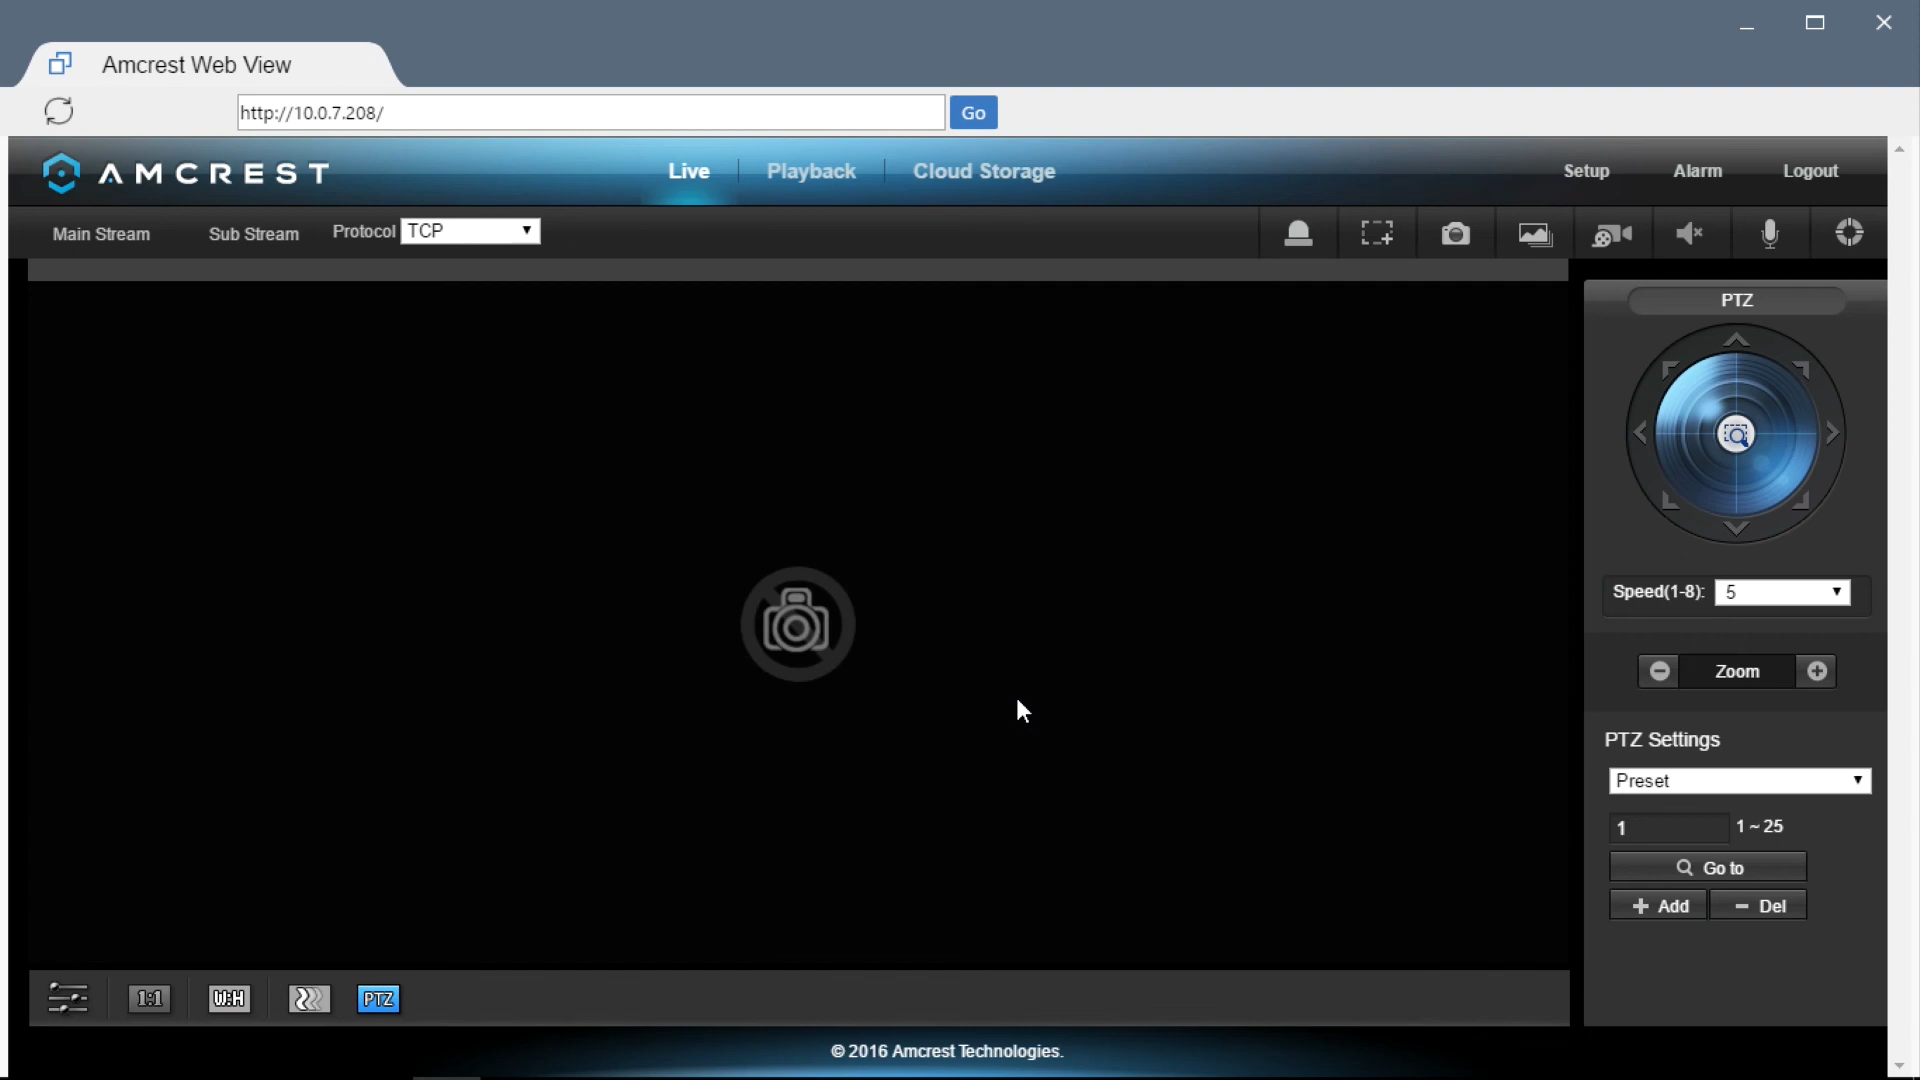 Amcrest Web View
http://10.0.7.208/
Go
AMCREST
Live
Playback
Cloud Storage
Setup
Alarm
Logout
Main Stream
Sub Stream
Protocol
TCP
PTZ
Speed(1-8):
5
Zoom
PTZ Settings
Preset
1
1 ~ 25
Go to
Add
Del
1:1
W:H
PTZ
© 2016 Amcrest Technologies.